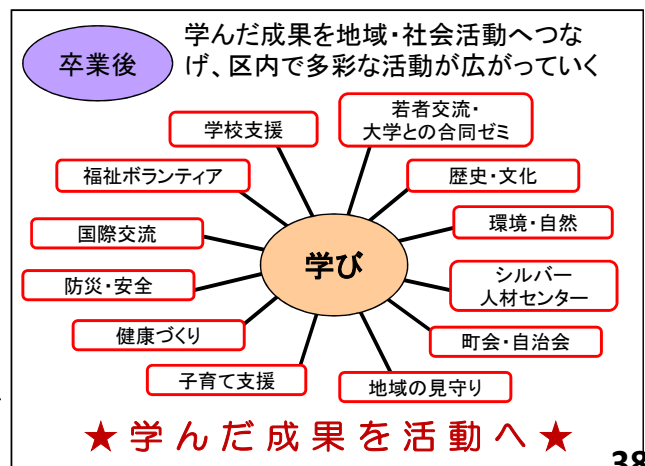 卒業後
学んだ成果を地域・社会活動へつな
げ、区内で多彩な活動が広がっていく
若者交流・
大学との合同ゼミ
学校支援
福祉ボランティア
歴史・文化
国際交流
環境・自然
学び
防災・安全
シルバー
人材センター
健康づくり
町会・自治会
子育て支援
地域の見守り
★学んだ成果を活動へ★
38